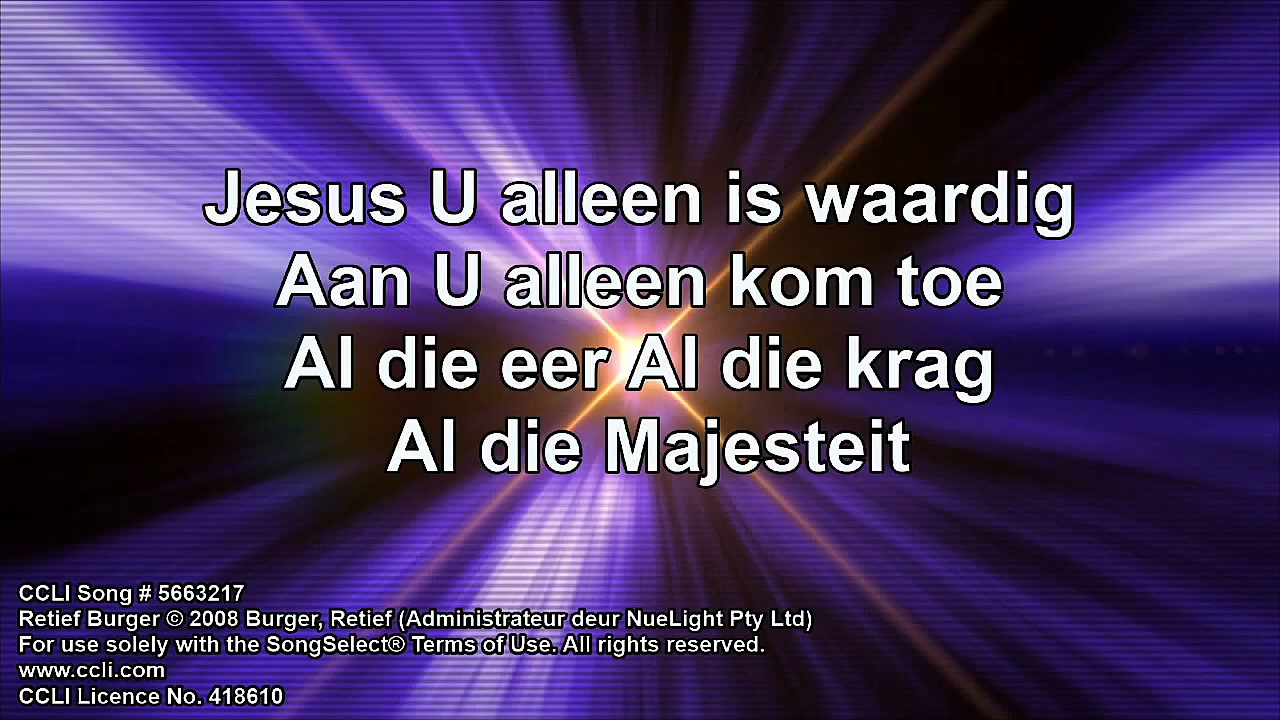 Jesus U alleen is waardig
Aan U alleen kom toe
Al die eer Al die krag
Al die Majesteit
CCLI Song # 5663217
Retief Burger © 2008 Burger, Retief (Administrateur deur NueLight Pty Ltd)
For use solely with the SongSelect® Terms of Use. All rights reserved.
www.ccli.com
CCLI Licence No. 418610